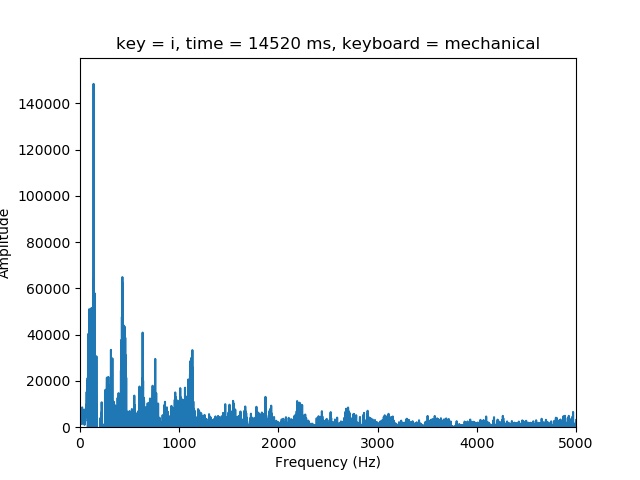 key = i, time = 14520 ms, keyboard = mechanical
140000
120000
100000
80000
60000
40000
20000
0
Amplitude
0 1000 2000 3000 4000 5000
Frequency (Hz)